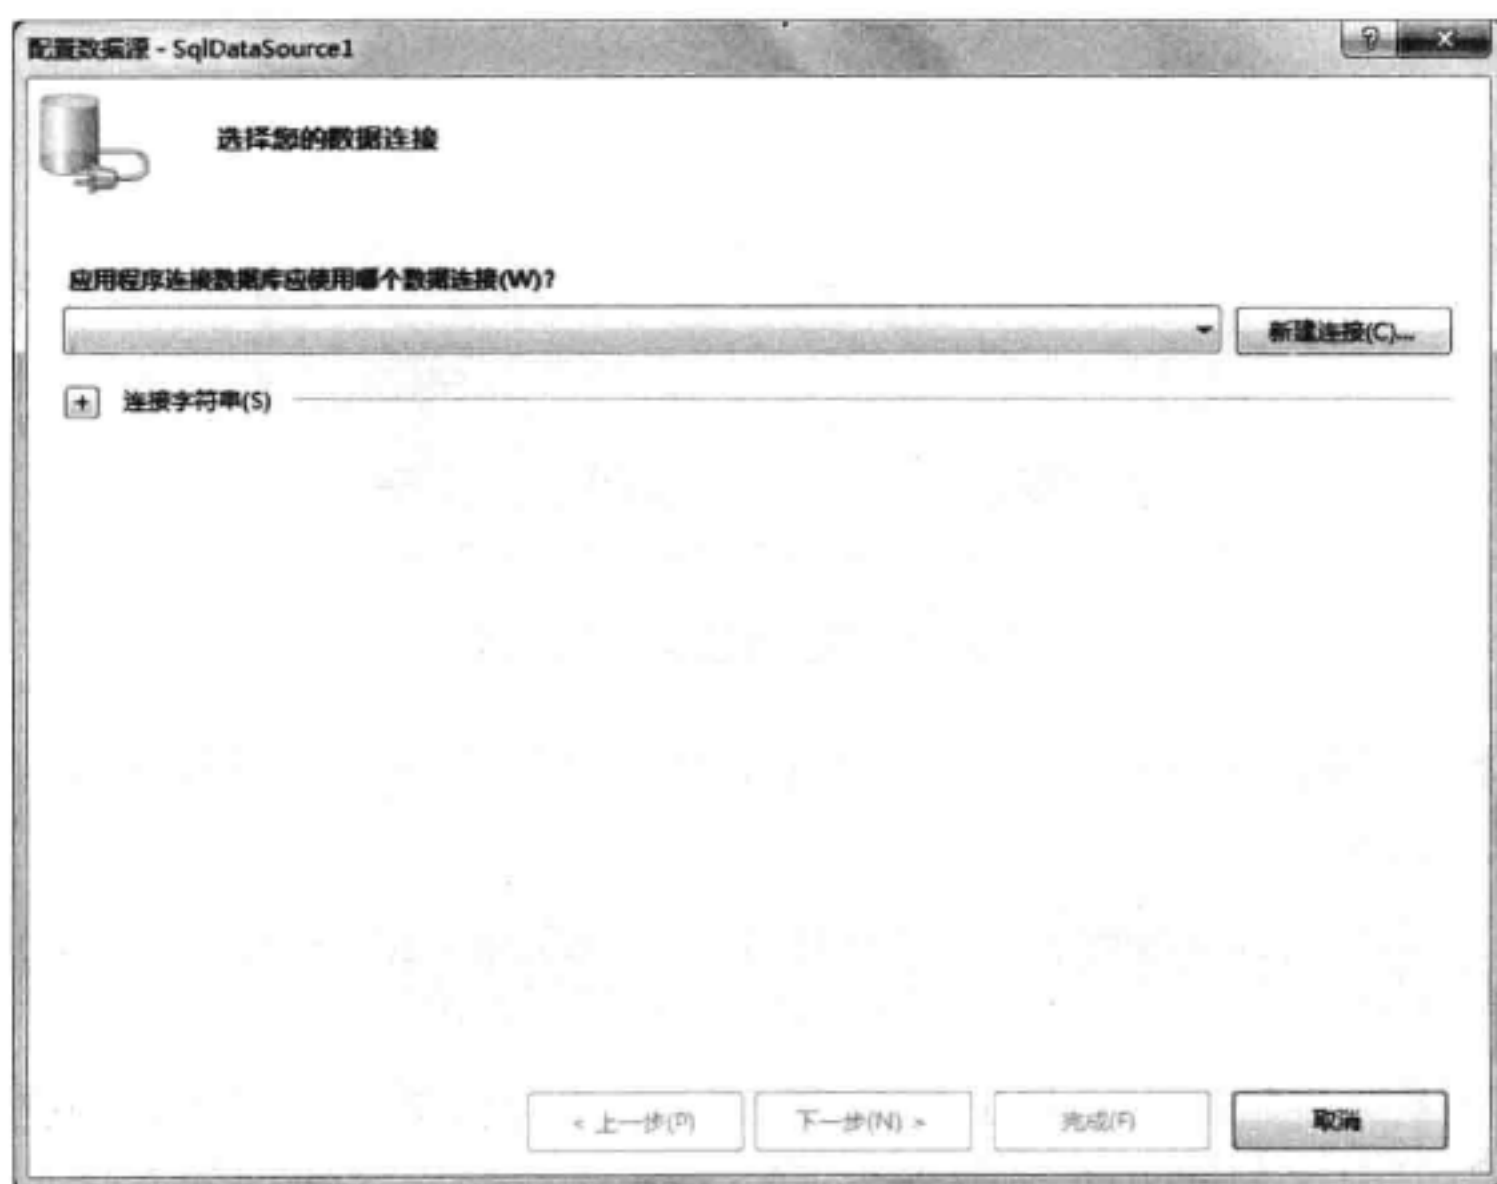 配置数据源 - SqlDataSource1
选择您的数据连接
应用程序连接数据库应使用哪个数据连接(W)?
新建连接(C)...
连接字符串(S)
< 上一步(P)
下一步(N) >
完成(F)
取消